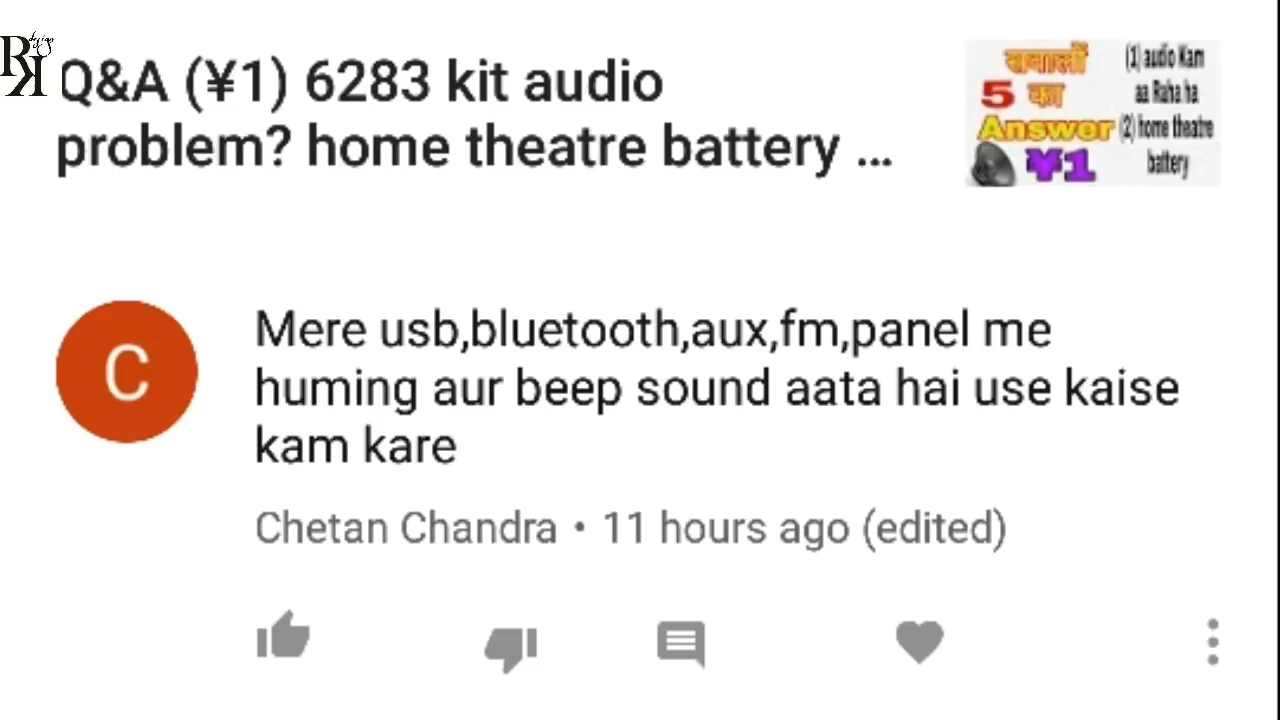 RK
Q&A (¥1) 6283 kit audio
problem? home theatre battery ...
सवालों
5 का
Answer
¥1
(1) audio Kam
aa Raha ha
(2) home theatre
battery
C
Mere usb,bluetooth,aux,fm,panel me
huming aur beep sound aata hai use kaise
kam kare
Chetan Chandra • 11 hours ago (edited)